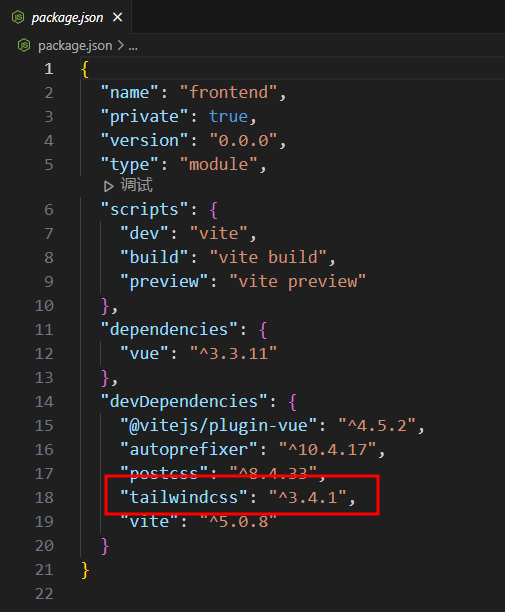 package.json
package.json > ...
1 {
2 "name": "frontend",
3 "private": true,
4 "version": "0.0.0",
5 "type": "module",
调试
6 "scripts": {
7 "dev": "vite",
8 "build": "vite build",
9 "preview": "vite preview"
10 },
11 "dependencies": {
12 "vue": "^3.3.11"
13 },
14 "devDependencies": {
15 "@vitejs/plugin-vue": "^4.5.2",
16 "autoprefixer": "^10.4.17",
17 "postcss": "^8.4.33",
18 "tailwindcss": "^3.4.1",
19 "vite": "^5.0.8"
20 }
21 }
22